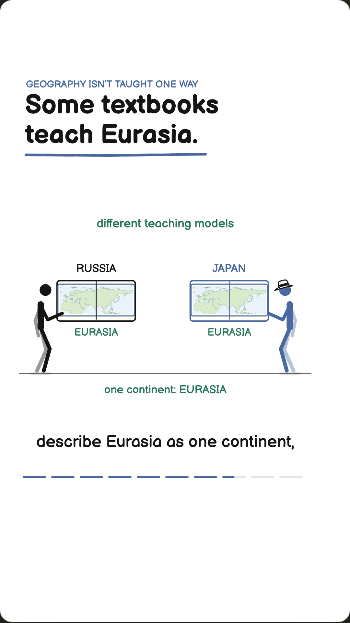 GEOGRAPHY ISN'T TAUGHT ONE WAY
Some textbooks
teach Eurasia.
different teaching models
RUSSIA
JAPAN
EURASIA
EURASIA
one continent: EURASIA
describe Eurasia as one continent,